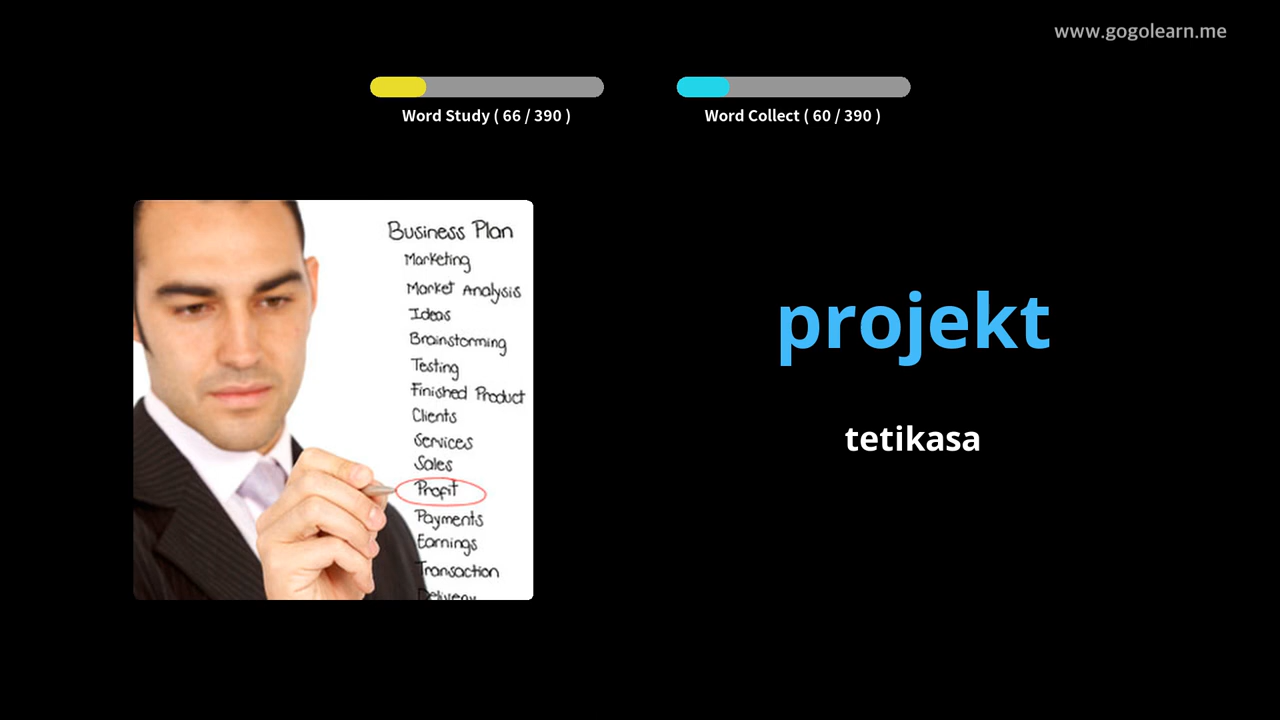 www.gogolearn.me
Word Study ( 66 / 390 )
Word Collect ( 60 / 390 )
Business Plan
Marketing
Market Analysis
Ideas
Brainstorming
Testing
Finished Product
Clients
Services
Sales
Profit
Payments
Earnings
Transaction
Delivery
projekt
tetikasa